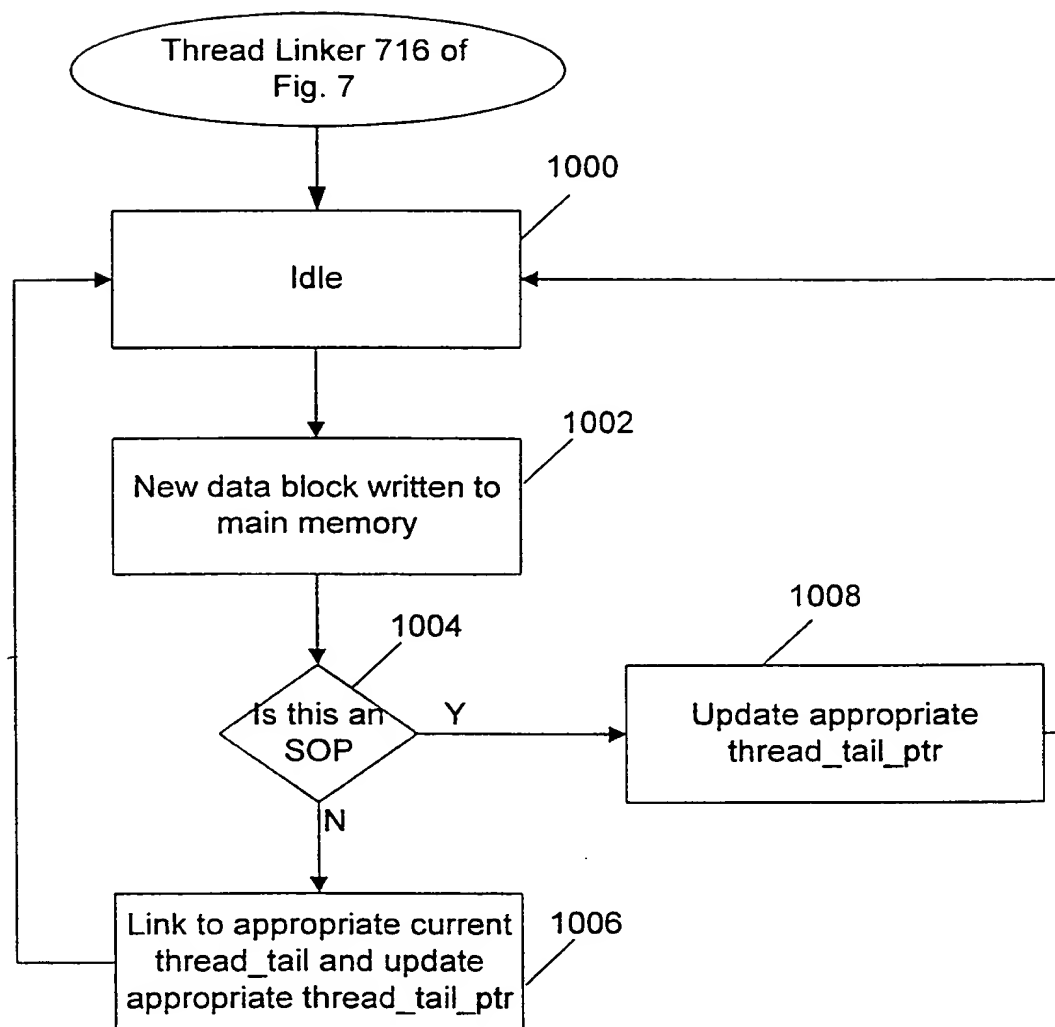 Thread Linker 716 of
Fig. 7
1000
Idle
1002
New data block written to
main memory
1004
Is this an
SOP
Y
N
1008
Update appropriate
thread_tail_ptr
Link to appropriate current
thread_tail and update
appropriate thread_tail_ptr
1006